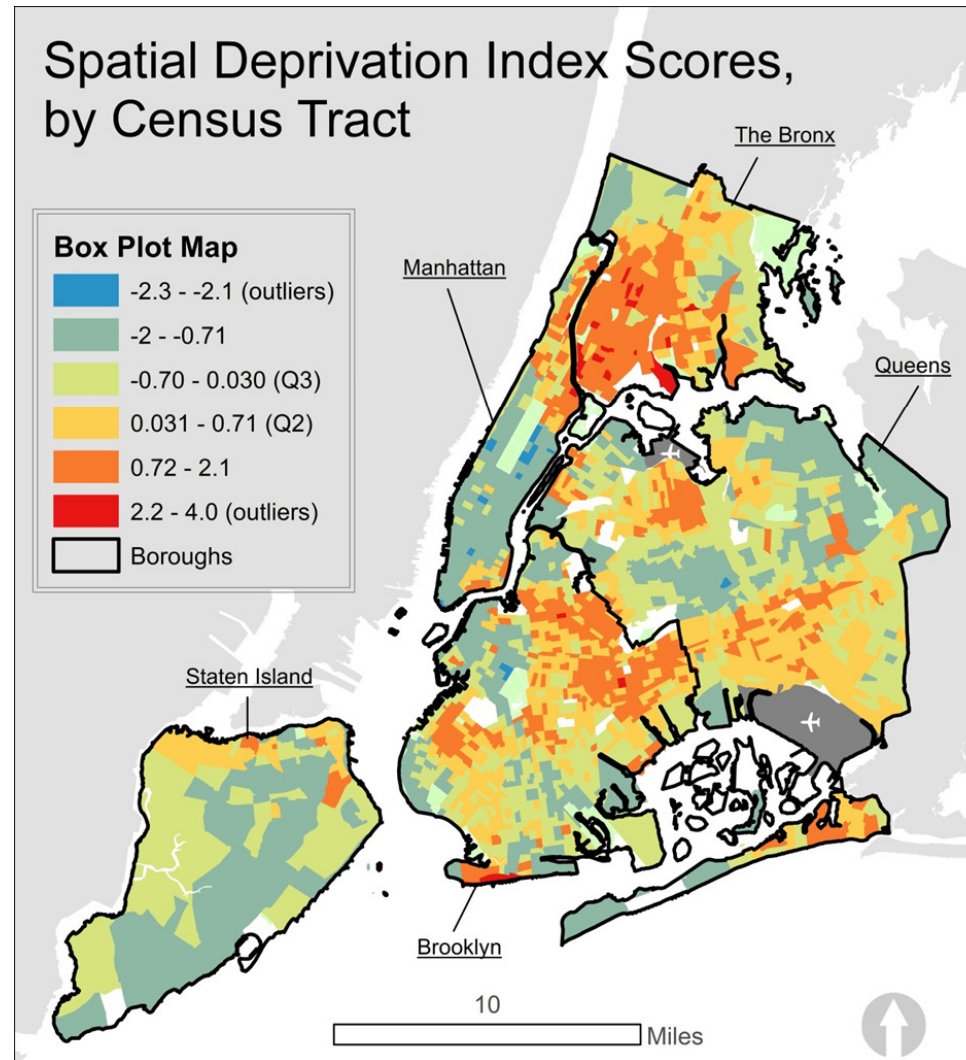 Spatial Deprivation Index Scores,
by Census Tract
The Bronx
Box Plot Map
-2.3 - -2.1 (outliers)
-2 - -0.71
-0.70 - 0.030 (Q3)
0.031 - 0.71 (Q2)
0.72 - 2.1
2.2 - 4.0 (outliers)
Boroughs
Manhattan
Queens
Staten Island
Brooklyn
10
Miles